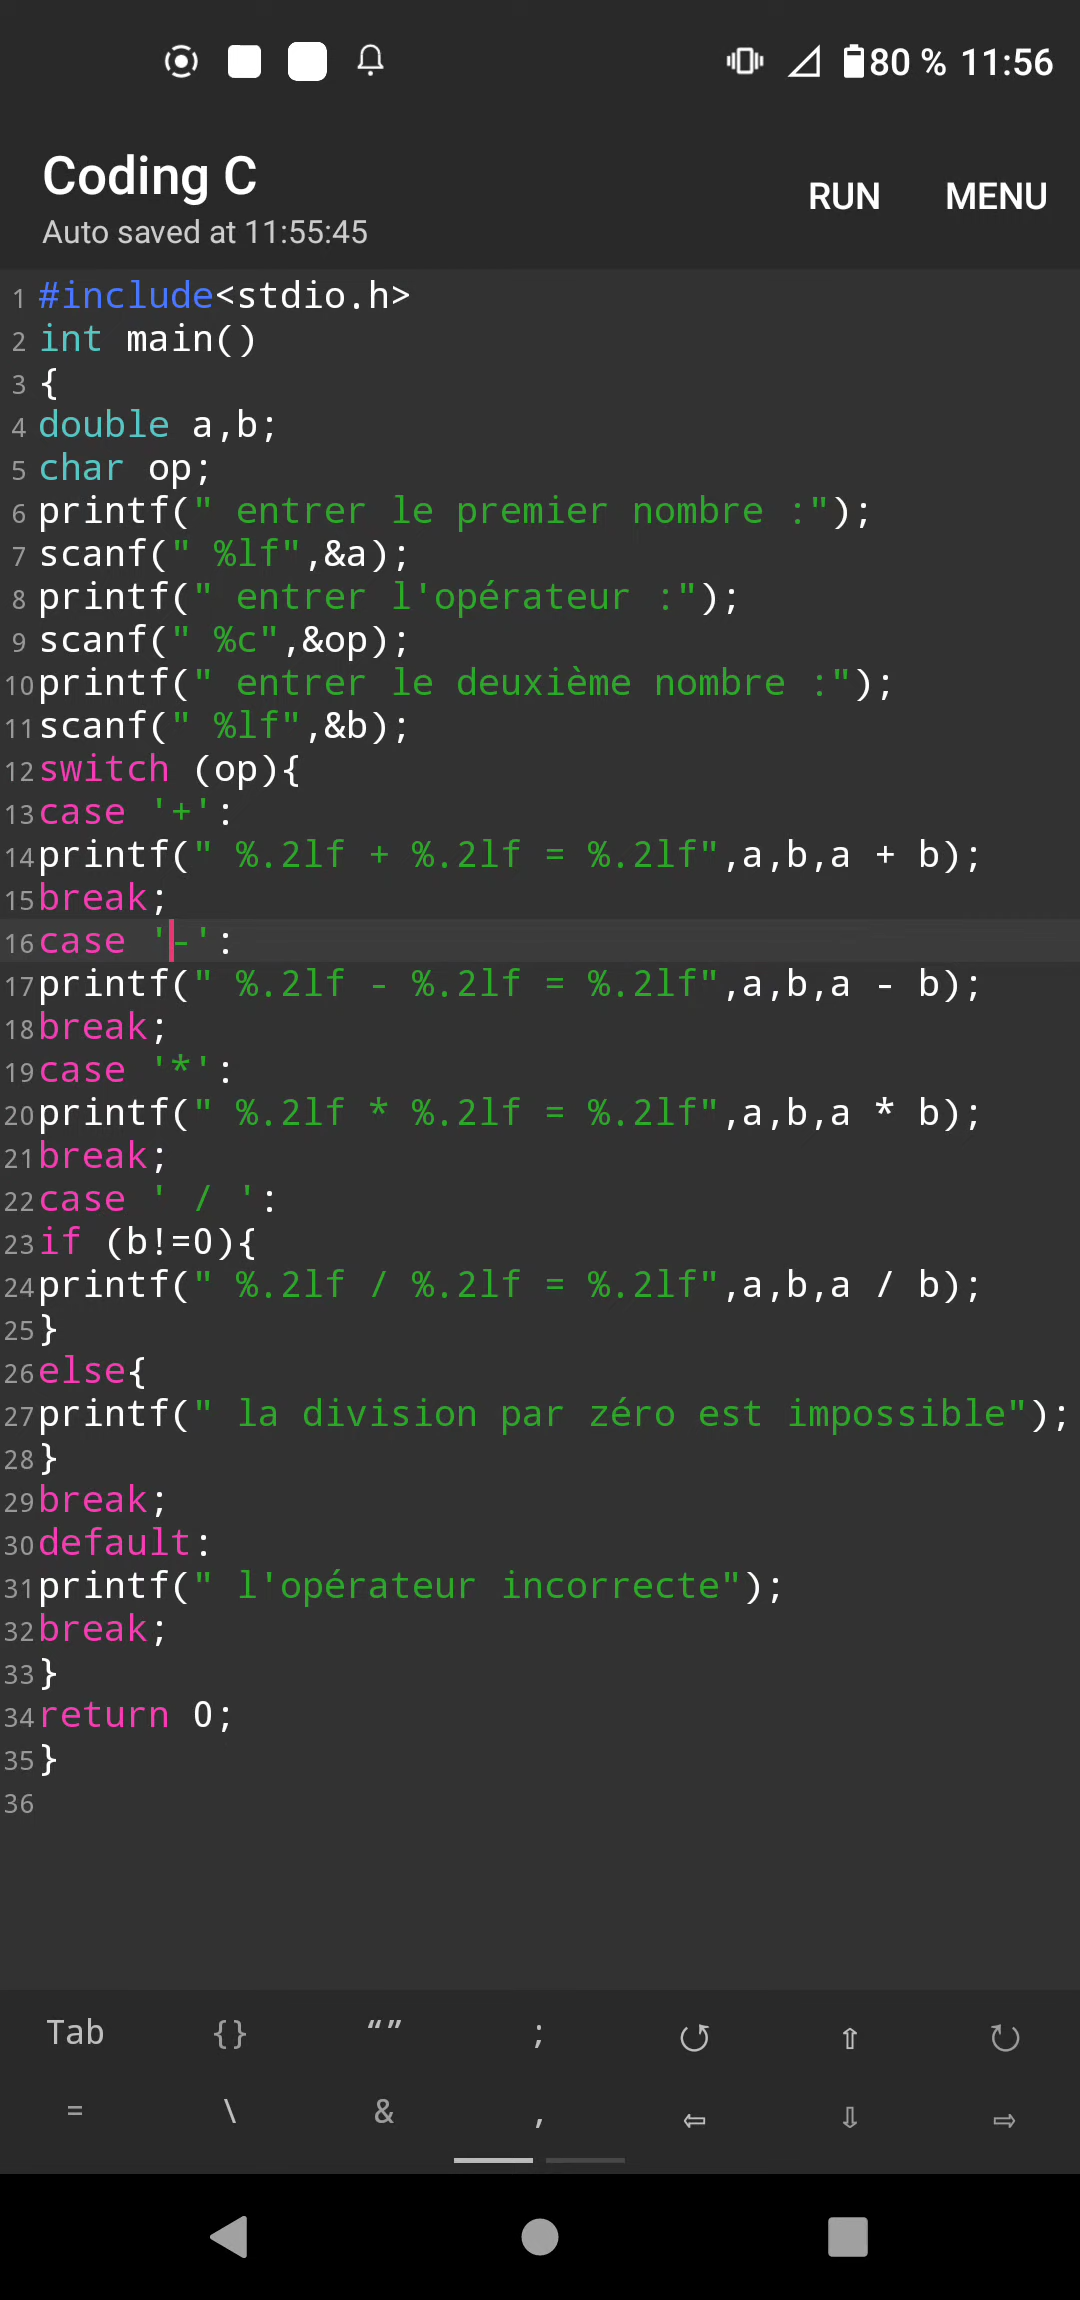 80 % 11:56
Coding C
RUN MENU
Auto saved at 11:55:45
1 #include<stdio.h>
2 int main()
3 {
4 double a,b;
5 char op;
6 printf(" entrer le premier nombre :");
7 scanf(" %lf",&a);
8 printf(" entrer l'opérateur :");
9 scanf(" %c",&op);
10 printf(" entrer le deuxième nombre :");
11 scanf(" %lf",&b);
12 switch (op){
13 case '+':
14 printf(" %.2lf + %.2lf = %.2lf",a,b,a + b);
15 break;
16 case '-':
17 printf(" %.2lf - %.2lf = %.2lf",a,b,a - b);
18 break;
19 case '*':
20 printf(" %.2lf * %.2lf = %.2lf",a,b,a * b);
21 break;
22 case ' / ':
23 if (b!=0){
24 printf(" %.2lf / %.2lf = %.2lf",a,b,a / b);
25 }
26 else{
27 printf(" la division par zéro est impossible");
28 }
29 break;
30 default:
31 printf(" l'opérateur incorrecte");
32 break;
33 }
34 return 0;
35 }
36
Tab {} “” ; ↺ ⇧ ↻
= \ & , ⇦ ⇩ ⇨